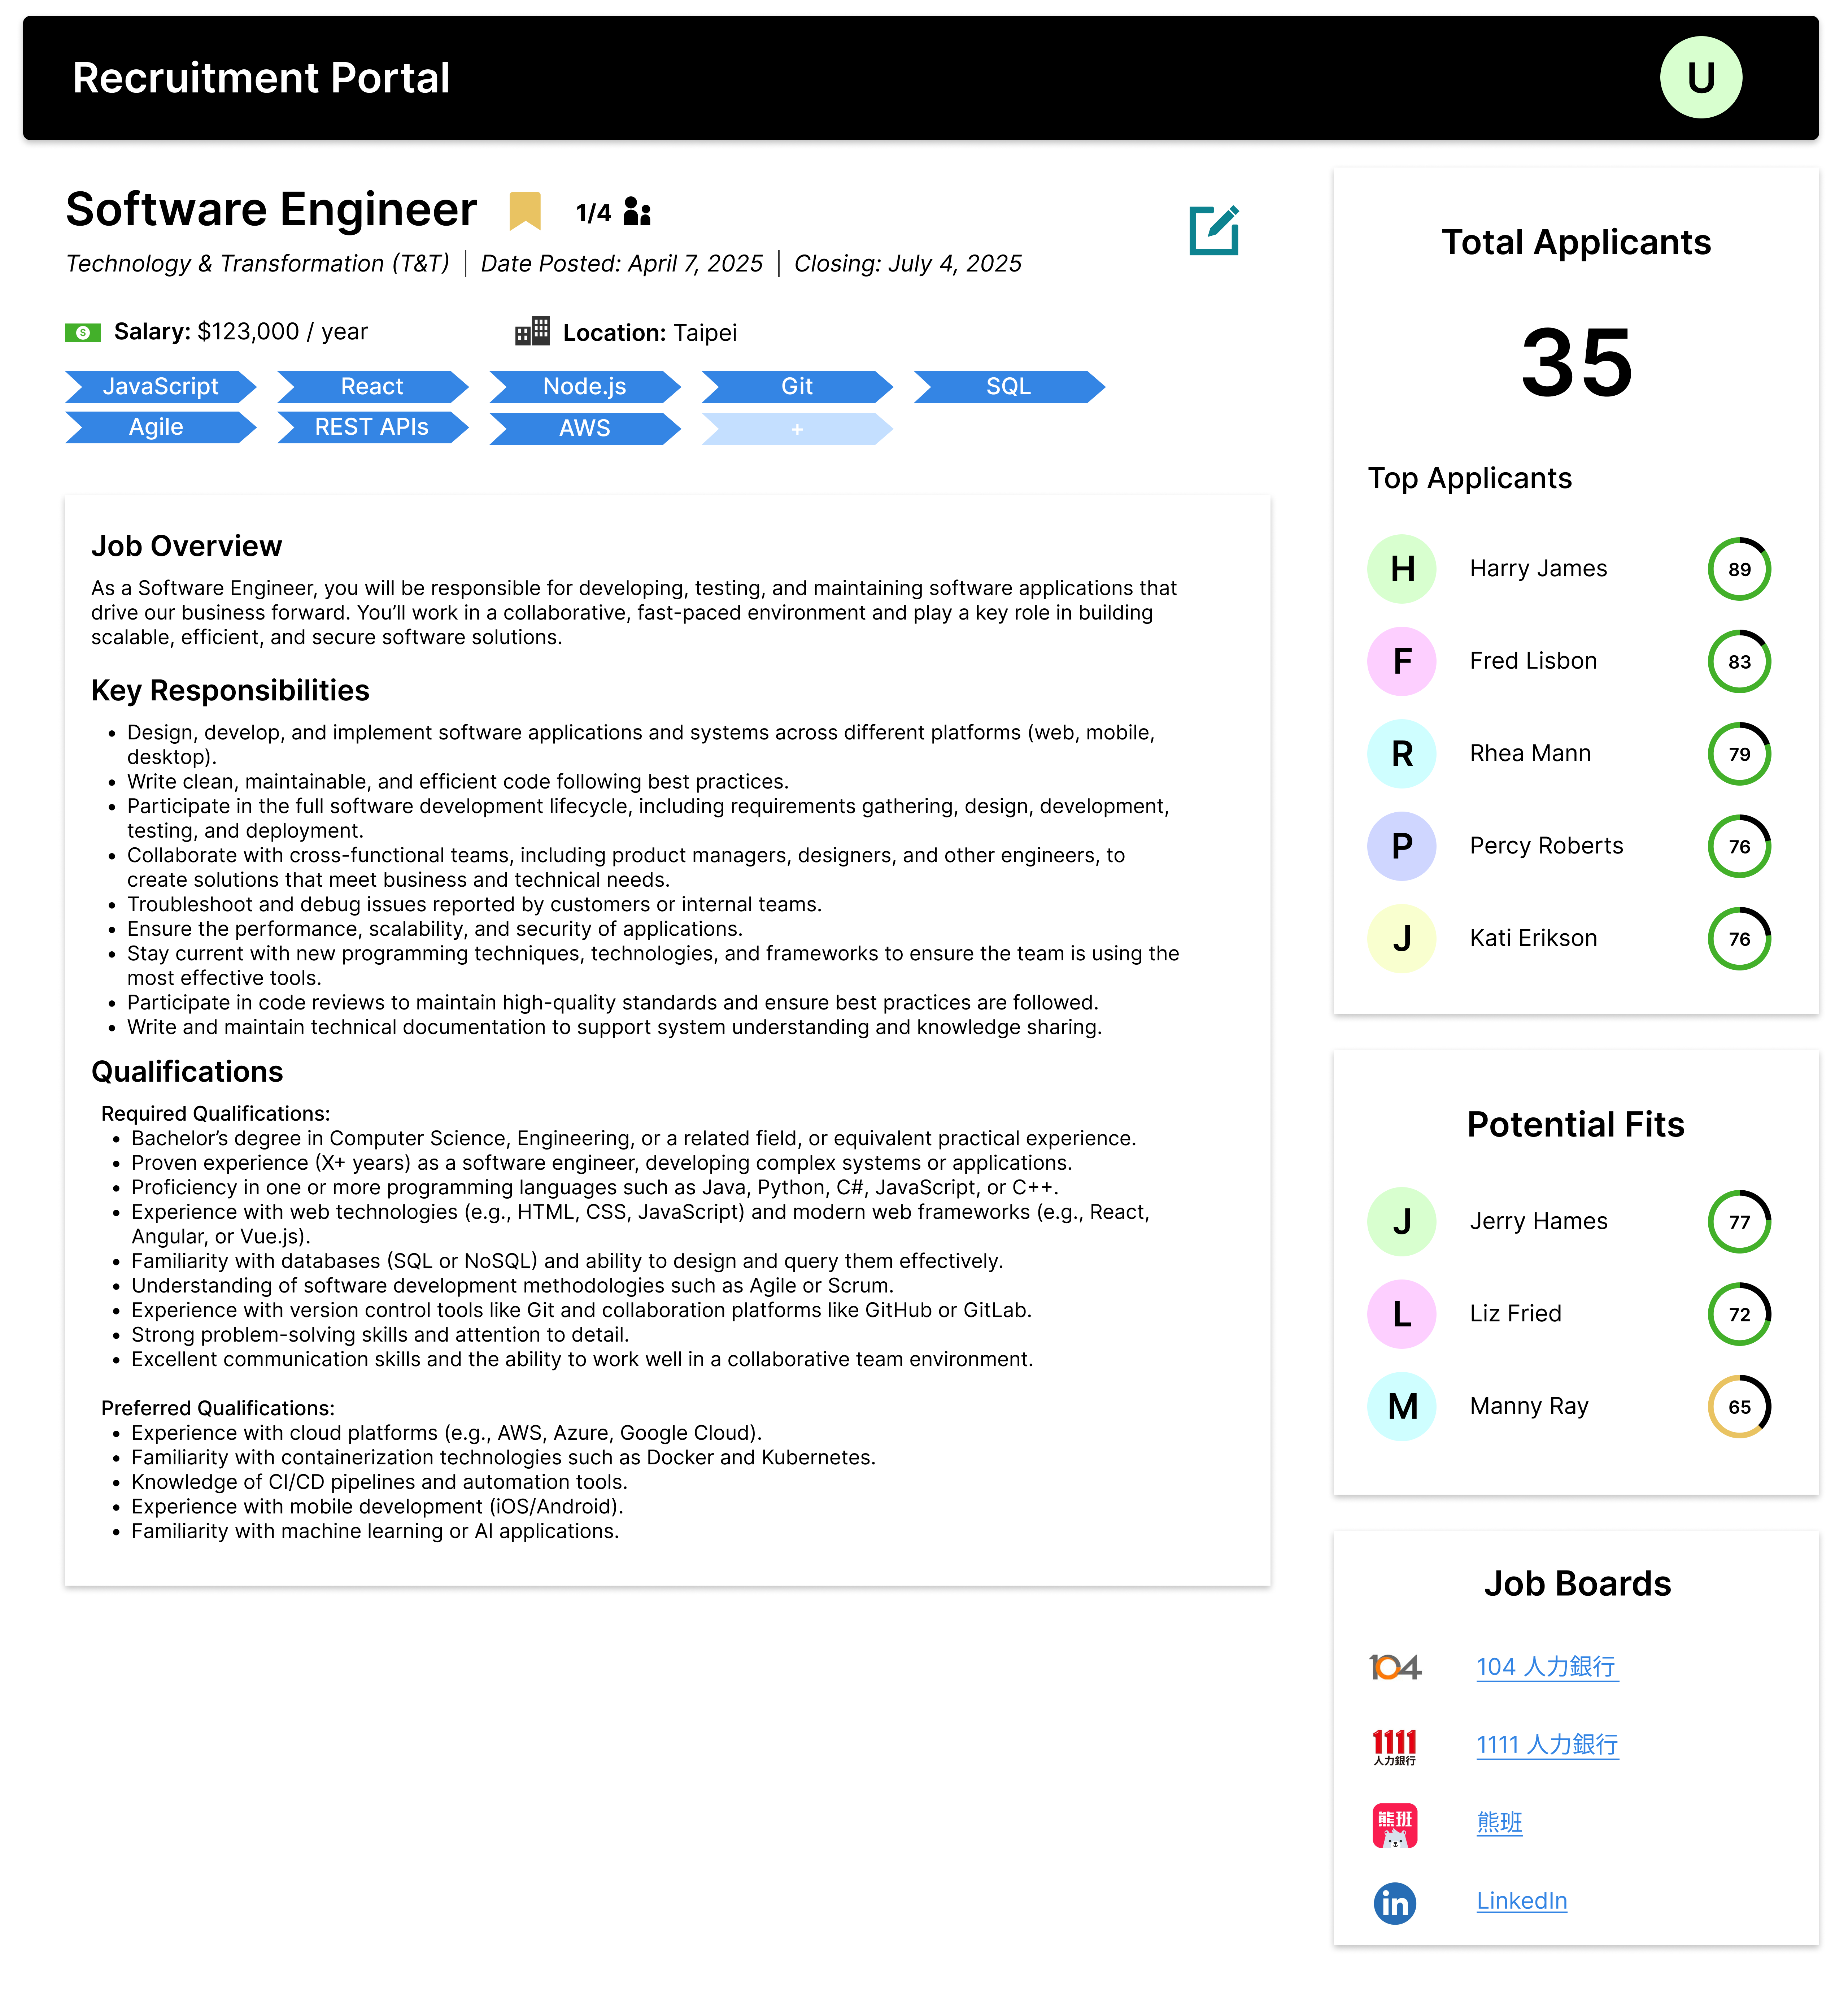 Recruitment Portal
U
Software Engineer 1/4
Technology & Transformation (T&T) | Date Posted: April 7, 2025 | Closing: July 4, 2025
$ Salary: $123,000 / year Location: Taipei
JavaScript React Node.js Git SQL
Agile REST APIs AWS +
Job Overview
As a Software Engineer, you will be responsible for developing, testing, and maintaining software applications that
drive our business forward. You’ll work in a collaborative, fast-paced environment and play a key role in building
scalable, efficient, and secure software solutions.
Key Responsibilities
• Design, develop, and implement software applications and systems across different platforms (web, mobile,
desktop).
• Write clean, maintainable, and efficient code following best practices.
• Participate in the full software development lifecycle, including requirements gathering, design, development,
testing, and deployment.
• Collaborate with cross-functional teams, including product managers, designers, and other engineers, to
create solutions that meet business and technical needs.
• Troubleshoot and debug issues reported by customers or internal teams.
• Ensure the performance, scalability, and security of applications.
• Stay current with new programming techniques, technologies, and frameworks to ensure the team is using the
most effective tools.
• Participate in code reviews to maintain high-quality standards and ensure best practices are followed.
• Write and maintain technical documentation to support system understanding and knowledge sharing.
Qualifications
Required Qualifications:
• Bachelor’s degree in Computer Science, Engineering, or a related field, or equivalent practical experience.
• Proven experience (X+ years) as a software engineer, developing complex systems or applications.
• Proficiency in one or more programming languages such as Java, Python, C#, JavaScript, or C++.
• Experience with web technologies (e.g., HTML, CSS, JavaScript) and modern web frameworks (e.g., React,
Angular, or Vue.js).
• Familiarity with databases (SQL or NoSQL) and ability to design and query them effectively.
• Understanding of software development methodologies such as Agile or Scrum.
• Experience with version control tools like Git and collaboration platforms like GitHub or GitLab.
• Strong problem-solving skills and attention to detail.
• Excellent communication skills and the ability to work well in a collaborative team environment.
Preferred Qualifications:
• Experience with cloud platforms (e.g., AWS, Azure, Google Cloud).
• Familiarity with containerization technologies such as Docker and Kubernetes.
• Knowledge of CI/CD pipelines and automation tools.
• Experience with mobile development (iOS/Android).
• Familiarity with machine learning or AI applications.
Total Applicants
35
Top Applicants
H Harry James 89
F Fred Lisbon 83
R Rhea Mann 79
P Percy Roberts 76
J Kati Erikson 76
Potential Fits
J Jerry Hames 77
L Liz Fried 72
M Manny Ray 65
Job Boards
104 104 人力銀行
1111 人力銀行 1111 人力銀行
熊班 熊班
in LinkedIn